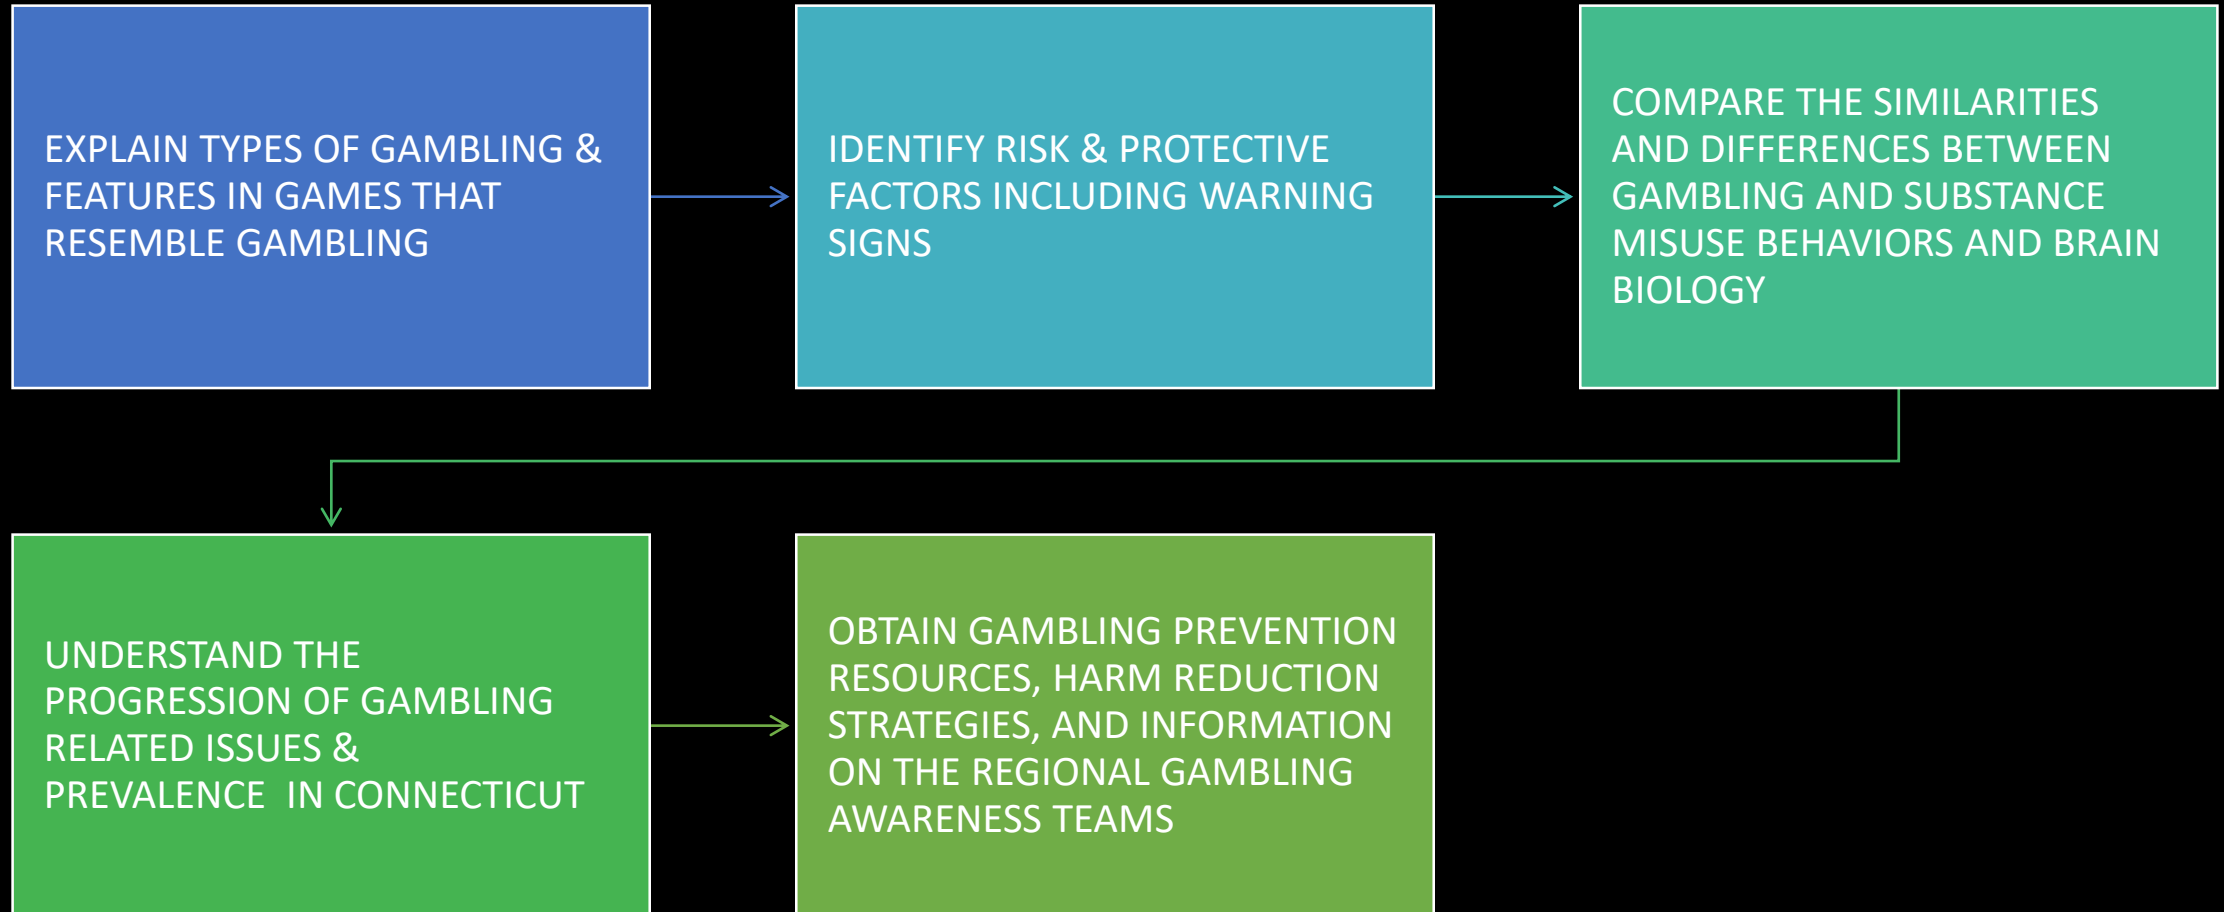 EXPLAIN TYPES OF GAMBLING &
FEATURES IN GAMES THAT
RESEMBLE GAMBLING
IDENTIFY RISK & PROTECTIVE
FACTORS INCLUDING WARNING
SIGNS
COMPARE THE SIMILARITIES
AND DIFFERENCES BETWEEN
GAMBLING AND SUBSTANCE
MISUSE BEHAVIORS AND BRAIN
BIOLOGY
UNDERSTAND THE
PROGRESSION OF GAMBLING
RELATED ISSUES &
PREVALENCE  IN CONNECTICUT
OBTAIN GAMBLING PREVENTION
RESOURCES, HARM REDUCTION
STRATEGIES, AND INFORMATION
ON THE REGIONAL GAMBLING
AWARENESS TEAMS